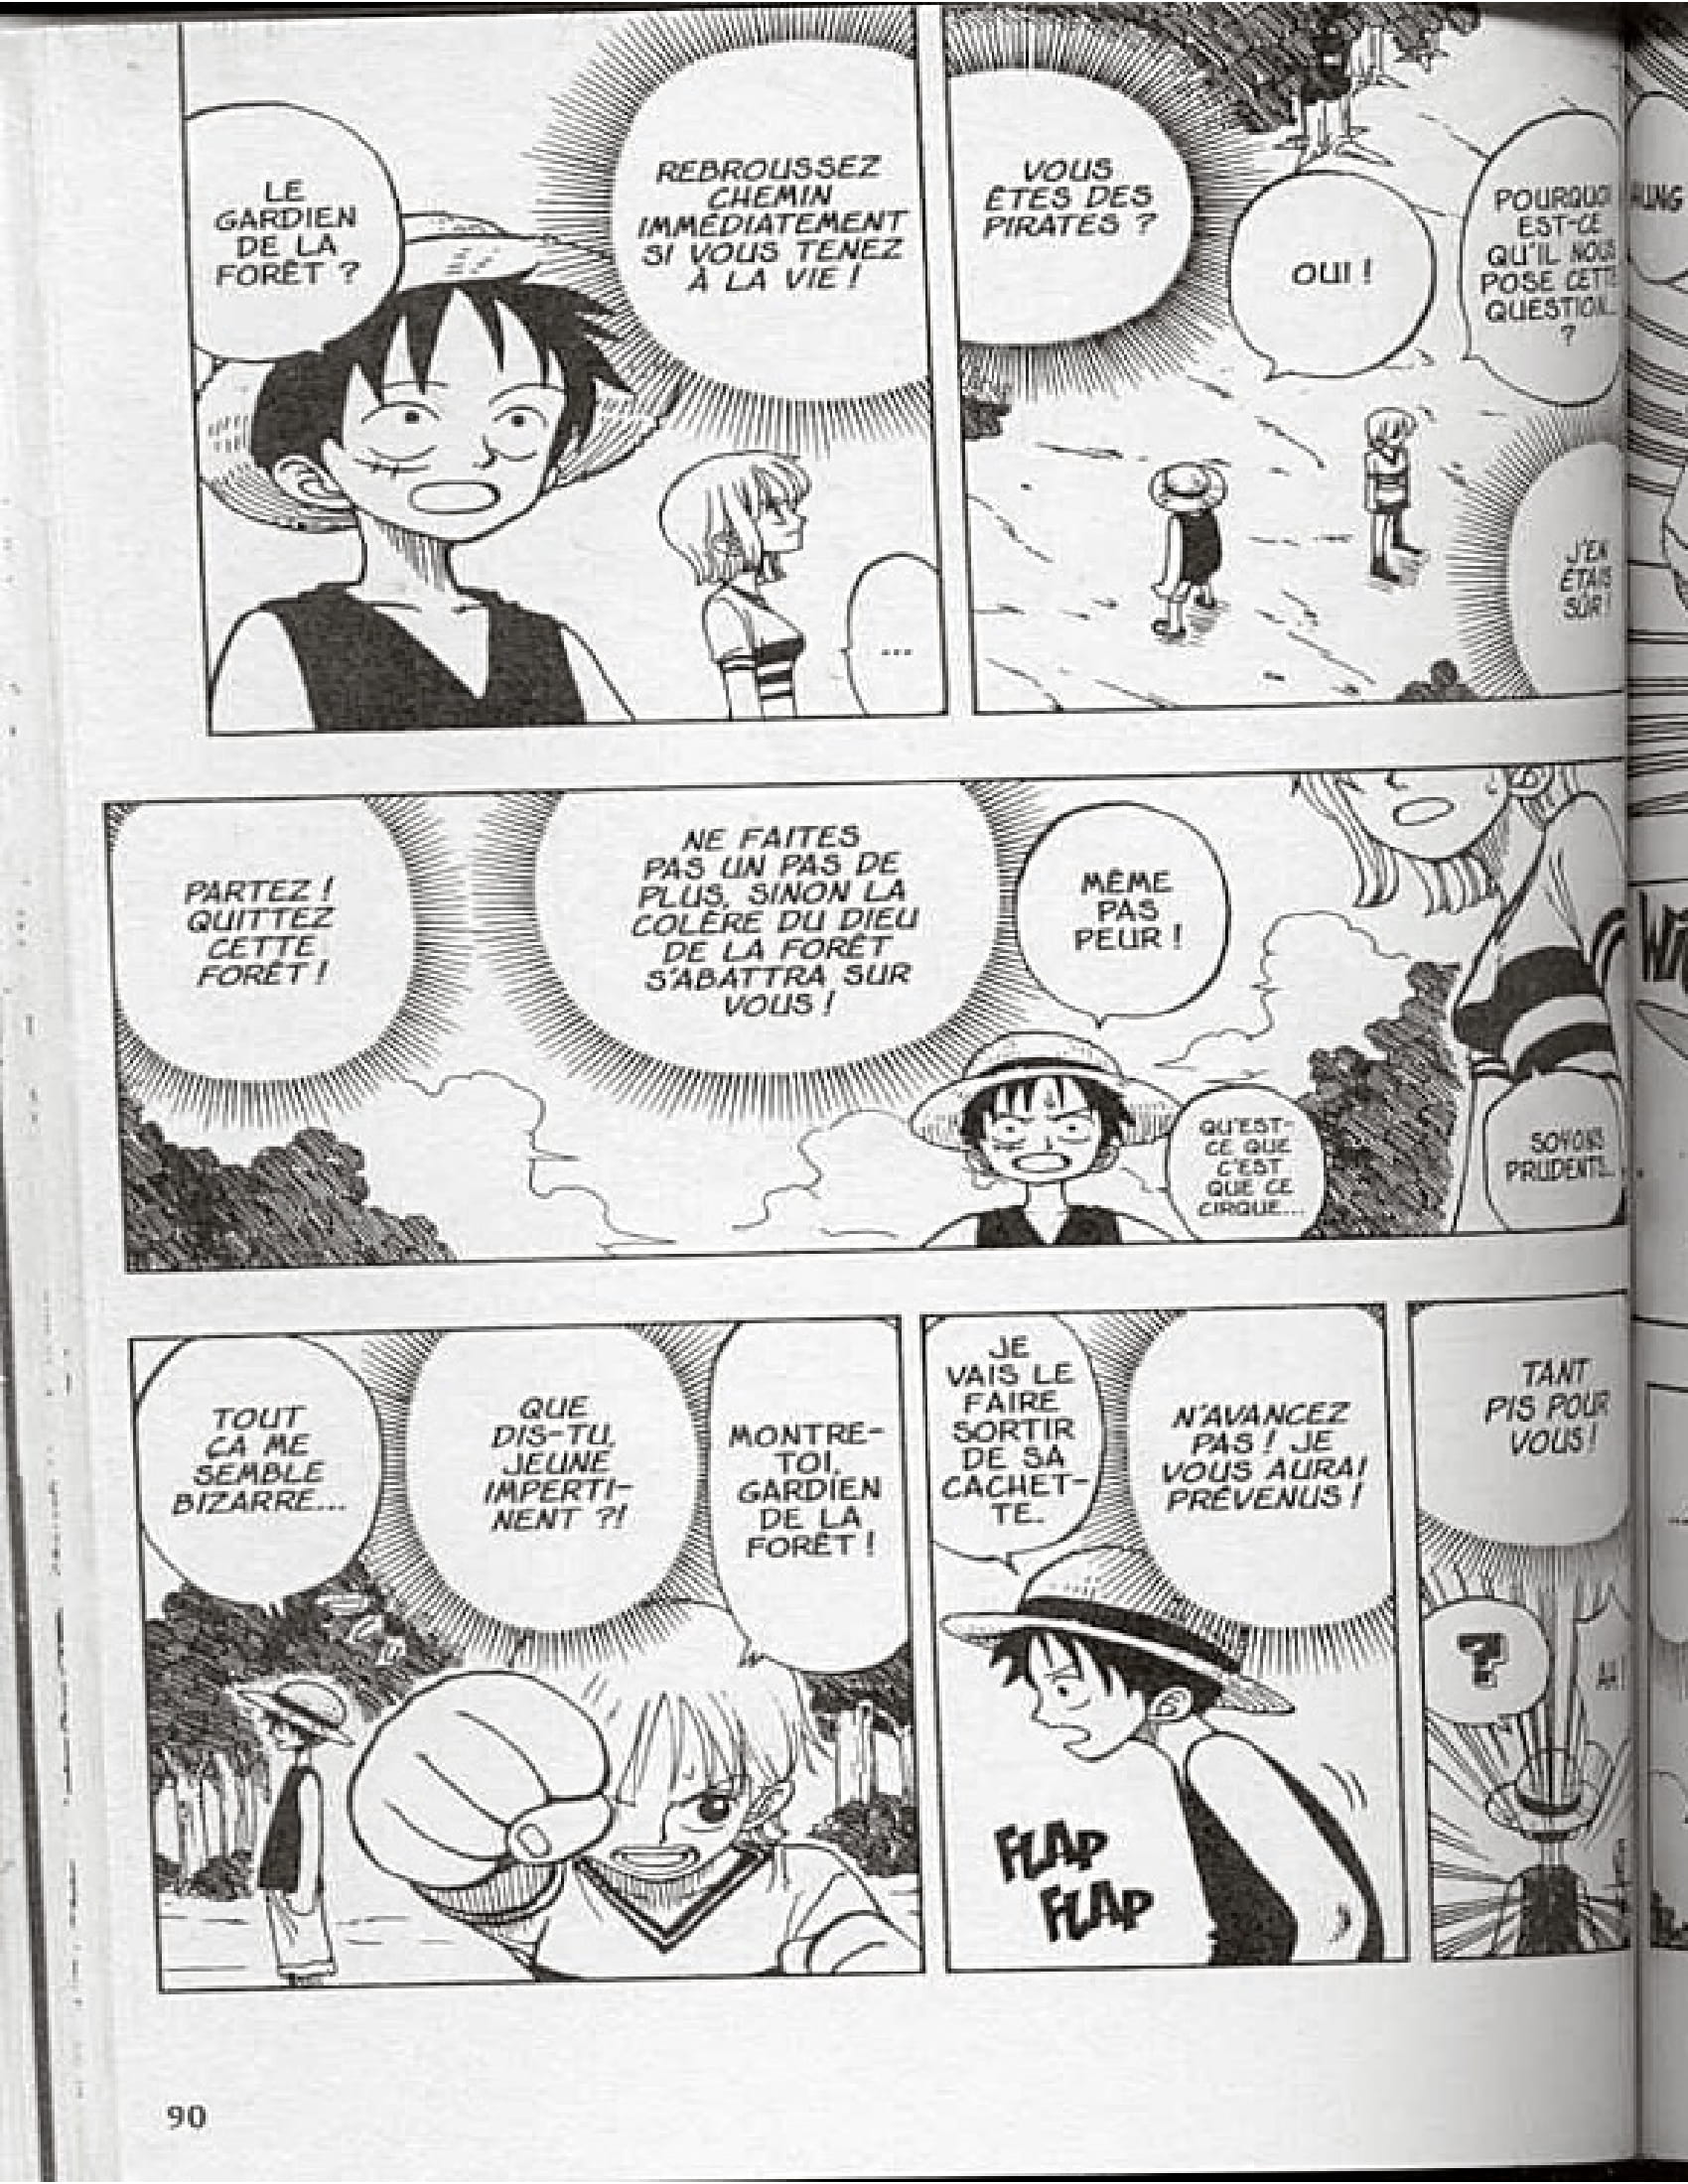 LE
GARDIEN
DE LA
FORÊT ?
REBROUSSEZ
CHEMIN
IMMÉDIATEMENT
SI VOUS TENEZ
À LA VIE !
...
VOUS
ÊTES DES
PIRATES ?
OUI !
POURQUOI
EST-CE
QU'IL NOUS
POSE CETTE
QUESTION...
?
J'EN
ÉTAIS
SÛR !
PARTEZ !
QUITTEZ
CETTE
FORÊT !
NE FAITES
PAS UN PAS DE
PLUS, SINON LA
COLÈRE DU DIEU
DE LA FORÊT
S'ABATTRA SUR
VOUS !
MÊME
PAS
PEUR !
QU'EST-
CE QUE
C'EST
QUE CE
CIRQUE...
SOYONS
PRUDENTS...
TOUT
ÇA ME
SEMBLE
BIZARRE...
QUE
DIS-TU,
JEUNE
IMPERTI-
NENT ?!
MONTRE-
TOI,
GARDIEN
DE LA
FORÊT !
JE
VAIS LE
FAIRE
SORTIR
DE SA
CACHET-
TE.
N'AVANCEZ
PAS ! JE
VOUS AURAI
PRÉVENUS !
FLAP
FLAP
TANT
PIS POUR
VOUS !
?
90